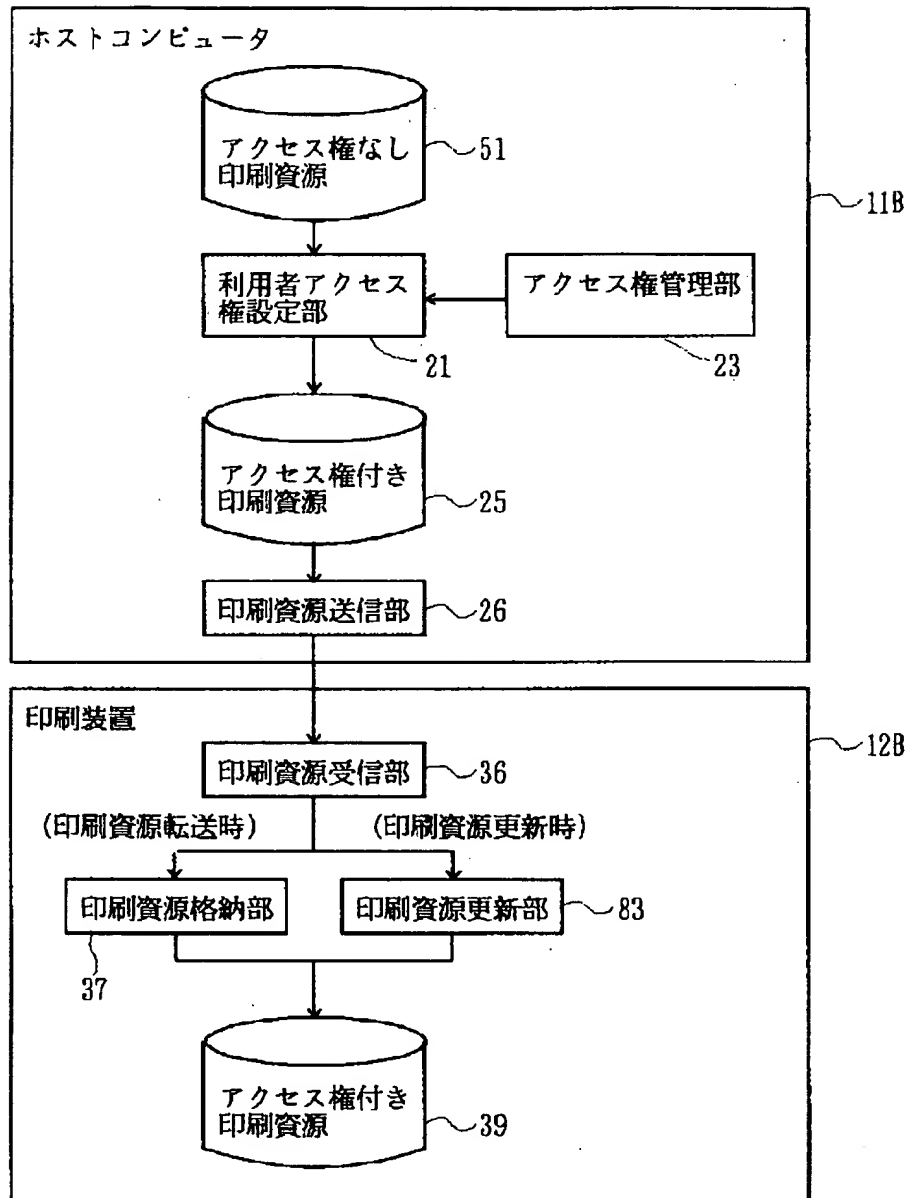 ホストコンピュータ
アクセス権なし
印刷資源
51
11B
利用者アクセス
権設定部
アクセス権管理部
21
23
アクセス権付き
印刷資源
25
印刷資源送信部
26
印刷装置
12B
印刷資源受信部
36
(印刷資源転送時)
(印刷資源更新時)
印刷資源格納部
印刷資源更新部
83
37
アクセス権付き
印刷資源
39